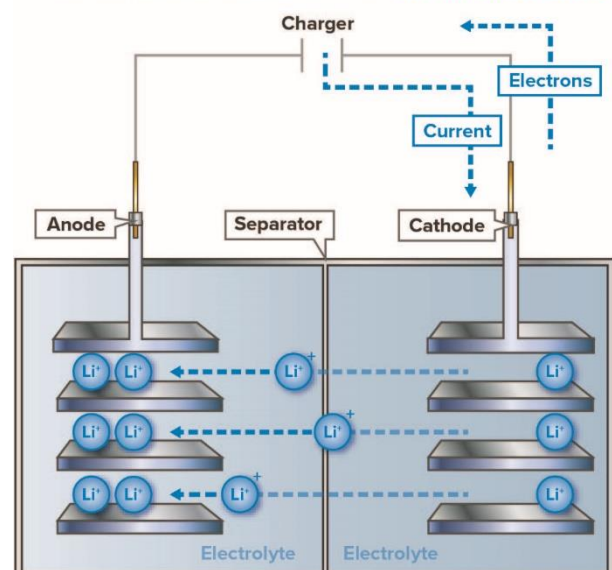 Charger
Electrons
Current
Anode
Separator
Cathode
Li⁺ Li⁺ Li⁺ Li⁺
Li⁺ Li⁺ Li⁺ Li⁺
Li⁺ Li⁺ Li⁺ Li⁺
Electrolyte Electrolyte